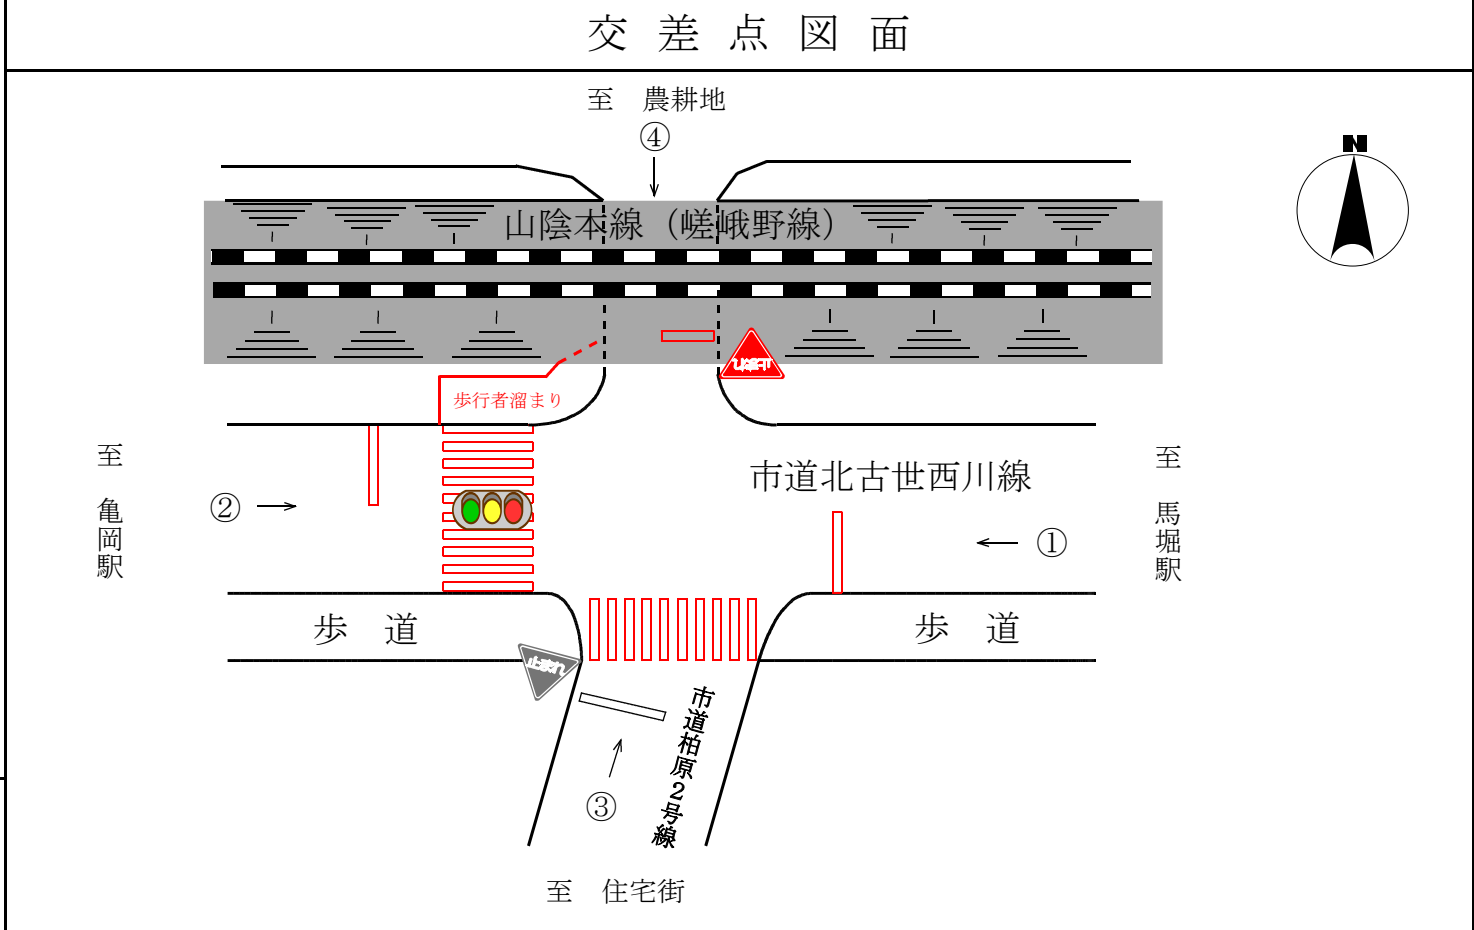 交差点図面
至　農耕地
④
N
山陰本線（嵯峨野線）
止まれ
歩行者溜まり
至　亀岡駅
②
市道北古世西川線
①
至　馬堀駅
歩　道
歩　道
止まれ
市道柏原２号線
③
至　住宅街